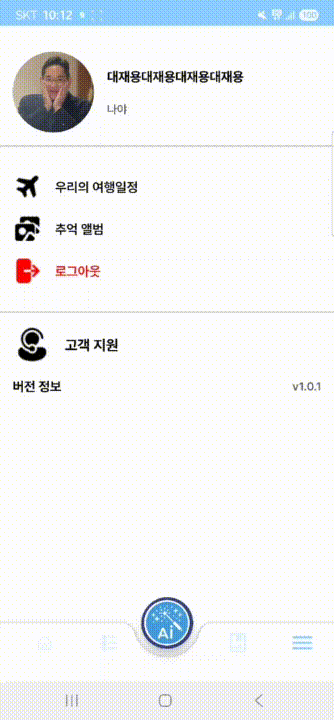 SKT 10:12
100
대재용대재용대재용대재용
나야
우리의 여행일정
추억 앨범
로그아웃
고객 지원
버전 정보 v1.0.1
AI